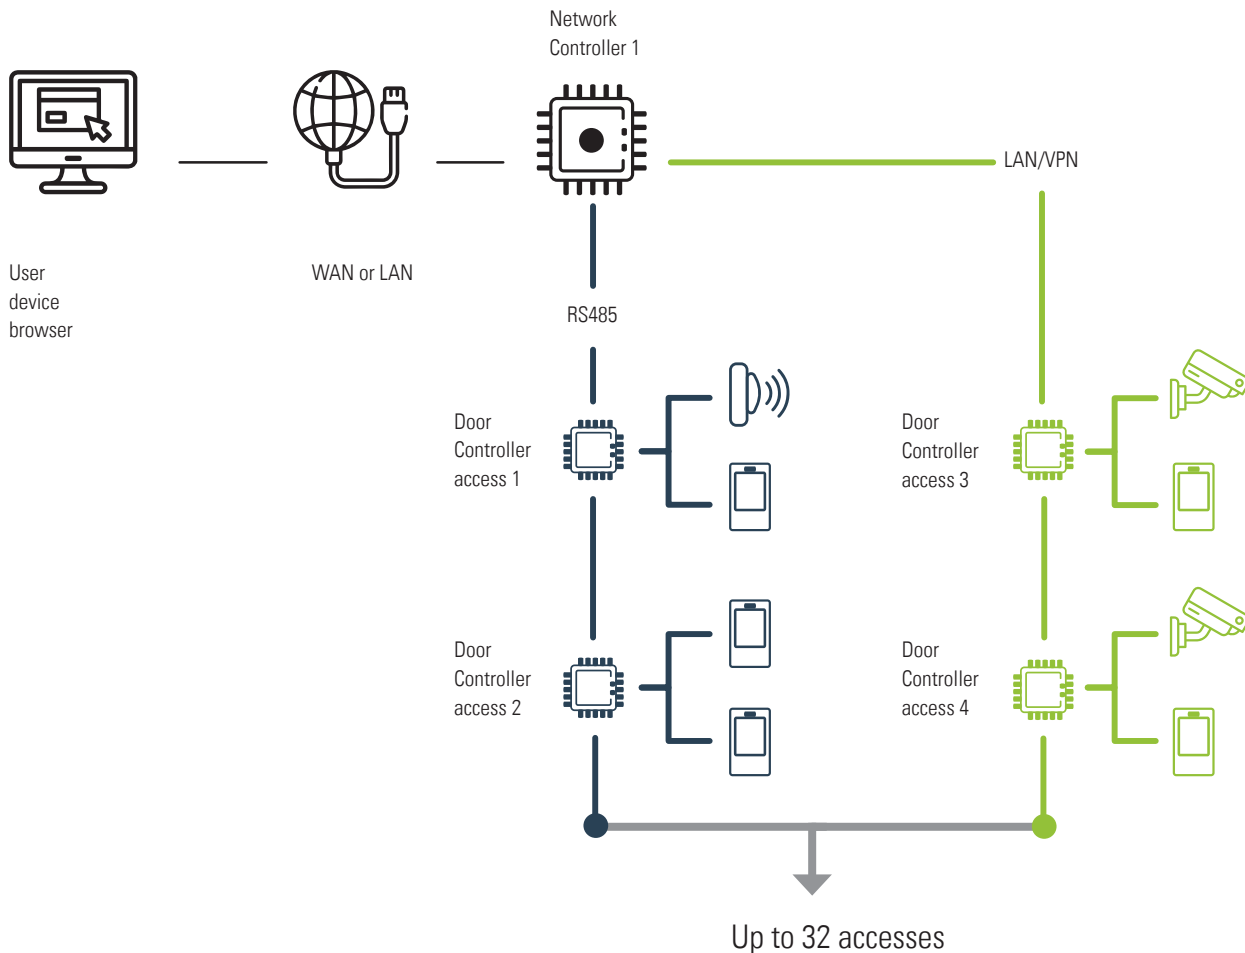 Network
Controller 1
LAN/VPN
User
device
browser
WAN or LAN
RS485
Door
Controller
access 1
Door
Controller
access 3
Door
Controller
access 2
Door
Controller
access 4
Up to 32 accesses